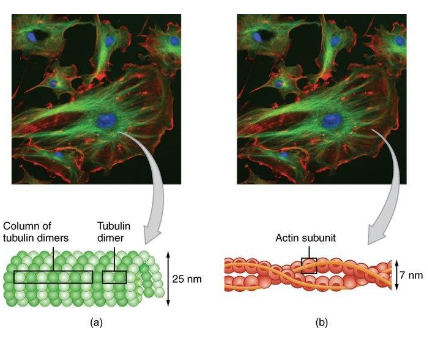 Column of
tubulin dimers
Tubulin
dimer
25 nm
(a)
Actin subunit
7 nm
(b)